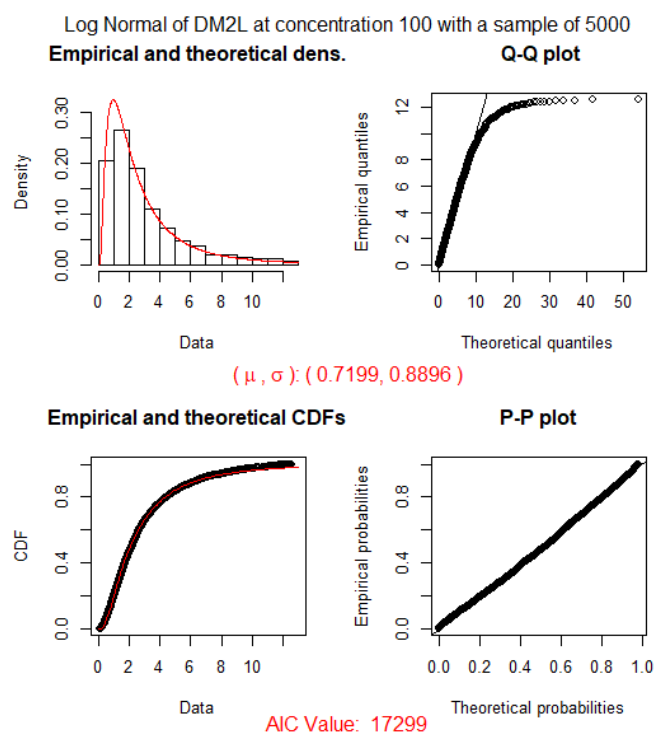 Log Normal of DM2L at concentration 100 with a sample of 5000
Empirical and theoretical dens.
Density
0.00 0.10 0.20 0.30
0 2 4 6 8 10
Data
Q-Q plot
Empirical quantiles
0 2 4 6 8 12
0 10 20 30 40 50
Theoretical quantiles
( μ , σ ): ( 0.7199, 0.8896 )
Empirical and theoretical CDFs
CDF
0.0 0.4 0.8
0 2 4 6 8 10
Data
P-P plot
Empirical probabilities
0.0 0.4 0.8
0.0 0.2 0.4 0.6 0.8 1.0
Theoretical probabilities
AIC Value: 17299